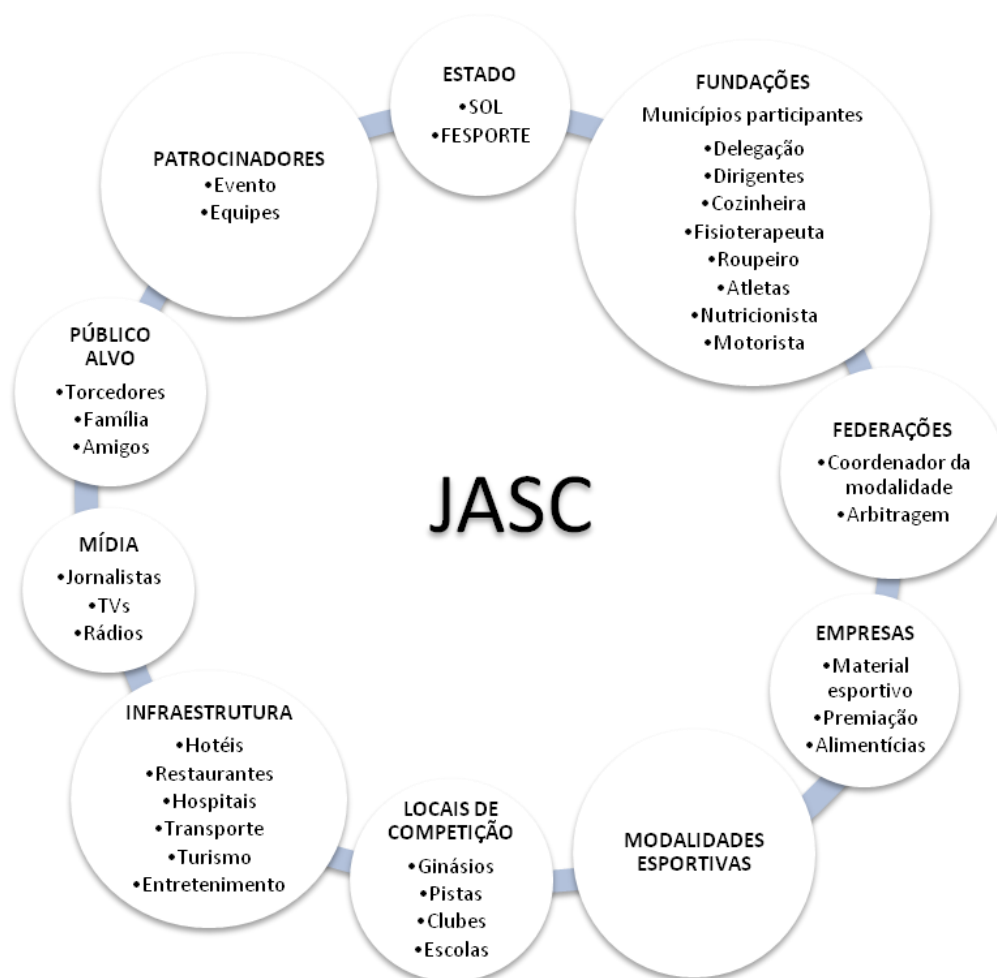 ESTADO
•SOL
•FESPORTE
FUNDAÇÕES
Municípios participantes
•Delegação
•Dirigentes
•Cozinheira
•Fisioterapeuta
•Roupeiro
•Atletas
•Nutricionista
•Motorista
FEDERAÇÕES
•Coordenador da
modalidade
•Arbitragem
EMPRESAS
•Material
esportivo
•Premiação
•Alimentícias
MODALIDADES
ESPORTIVAS
LOCAIS DE
COMPETIÇÃO
•Ginásios
•Pistas
•Clubes
•Escolas
INFRAESTRUTURA
•Hotéis
•Restaurantes
•Hospitais
•Transporte
•Turismo
•Entretenimento
MÍDIA
•Jornalistas
•TVs
•Rádios
PÚBLICO
ALVO
•Torcedores
•Família
•Amigos
PATROCINADORES
•Evento
•Equipes
JASC